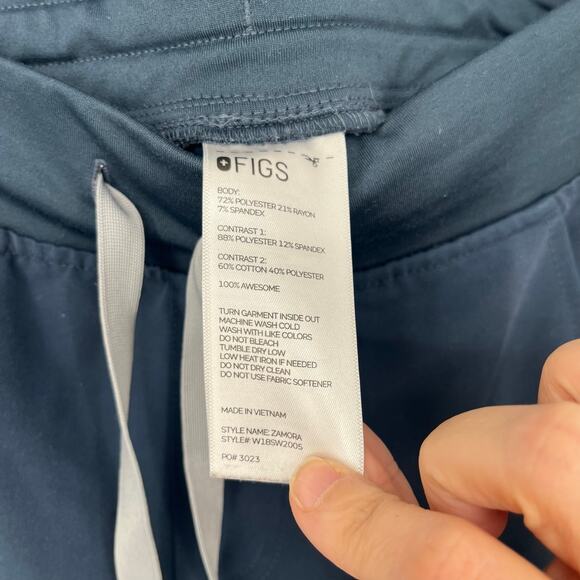 FIGS
BODY:
72% POLYESTER 21% RAYON
7% SPANDEX
CONTRAST 1:
88% POLYESTER 12% SPANDEX
CONTRAST 2:
60% COTTON 40% POLYESTER
100% AWESOME
TURN GARMENT INSIDE OUT
MACHINE WASH COLD
WASH WITH LIKE COLORS
DO NOT BLEACH
TUMBLE DRY LOW
LOW HEAT IRON IF NEEDED
DO NOT DRY CLEAN
DO NOT USE FABRIC SOFTENER
MADE IN VIETNAM
STYLE NAME: ZAMORA
STYLE# W18SW2005
PO# 3023